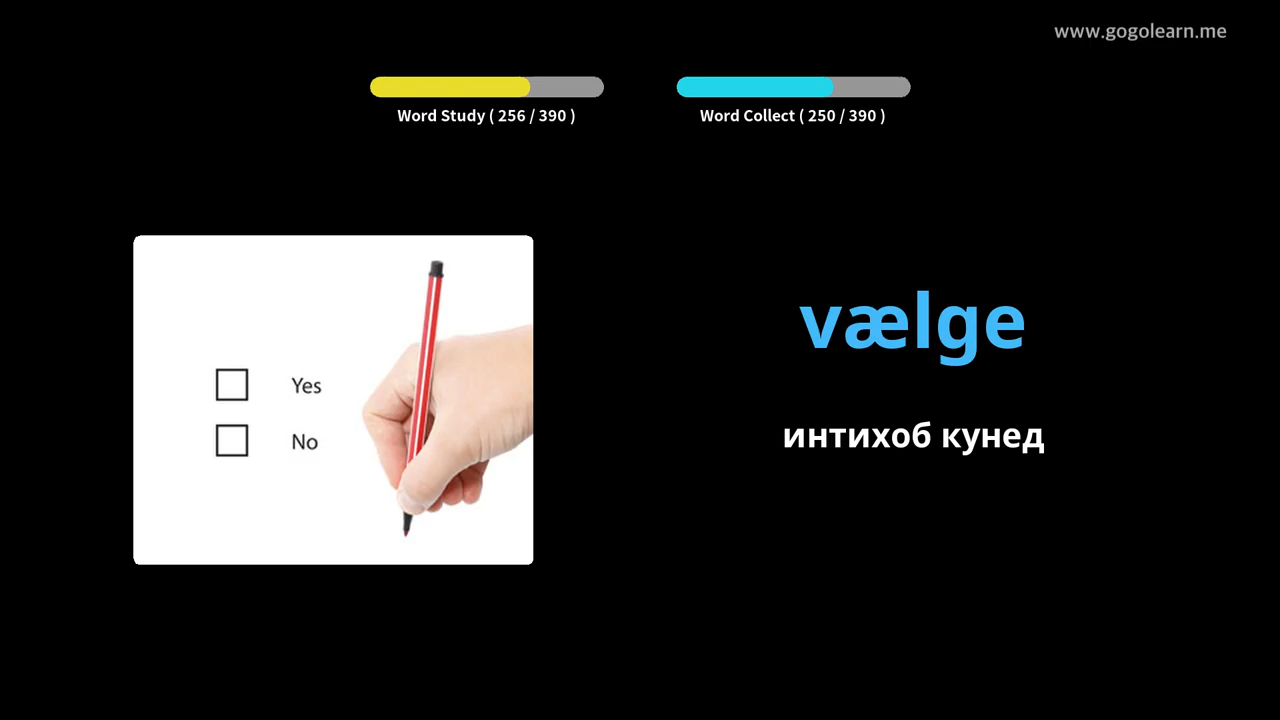 www.gogolearn.me
Word Study ( 256 / 390 )
Word Collect ( 250 / 390 )
Yes
No
vælge
интихоб кунед